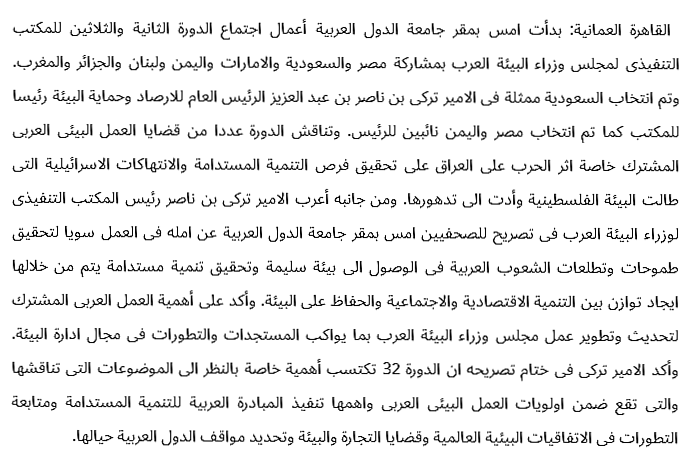 القاهرة العمانية: بدأت امس بمقر جامعة الدول العربية أعمال اجتماع الدورة الثانية والثلاثين للمكتب
التنفيذى لمجلس وزراء البيئة العرب بمشاركة مصر والسعودية والامارات واليمن ولبنان والجزائر والمغرب.
وتم انتخاب السعودية ممثلة فى الامير تركى بن ناصر بن عبد العزيز الرئيس العام للارصاد وحماية البيئة رئيسا
للمكتب كما تم انتخاب مصر واليمن نائبين للرئيس. وتناقش الدورة عددا من قضايا العمل البيئى العربى
المشترك خاصة اثر الحرب على العراق على تحقيق فرص التنمية المستدامة والانتهاكات الاسرائيلية التى
طالت البيئة الفلسطينية وأدت الى تدهورها. ومن جانبه أعرب الامير تركى بن ناصر رئيس المكتب التنفيذى
لوزراء البيئة العرب فى تصريح للصحفيين امس بمقر جامعة الدول العربية عن امله فى العمل سويا لتحقيق
طموحات وتطلعات الشعوب العربية فى الوصول الى بيئة سليمة وتحقيق تنمية مستدامة يتم من خلالها
ايجاد توازن بين التنمية الاقتصادية والاجتماعية والحفاظ على البيئة. وأكد على أهمية العمل العربى المشترك
لتحديث وتطوير عمل مجلس وزراء البيئة العرب بما يواكب المستجدات والتطورات فى مجال ادارة البيئة.
وأكد الامير تركى فى ختام تصريحه ان الدورة 32 تكتسب أهمية خاصة بالنظر الى الموضوعات التى تناقشها
والتى تقع ضمن اولويات العمل البيئى العربى واهمها تنفيذ المبادرة العربية للتنمية المستدامة ومتابعة
التطورات فى الاتفاقيات البيئية العالمية وقضايا التجارة والبيئة وتحديد مواقف الدول العربية حيالها.